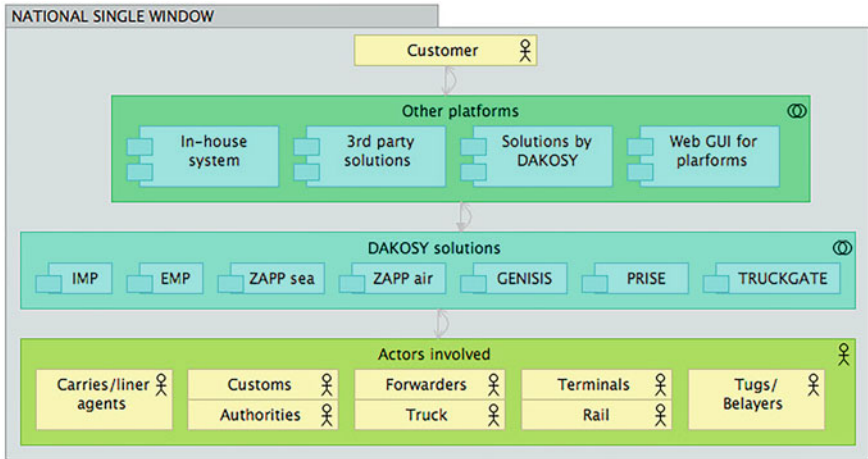 NATIONAL SINGLE WINDOW
Customer
Other platforms
In-house
system
3rd party
solutions
Solutions by
DAKOSY
Web GUI for
plarforms
DAKOSY solutions
IMP
EMP
ZAPP sea
ZAPP air
GENISIS
PRISE
TRUCKGATE
Actors involved
Carries/liner
agents
Customs
Authorities
Forwarders
Truck
Terminals
Rail
Tugs/
Belayers